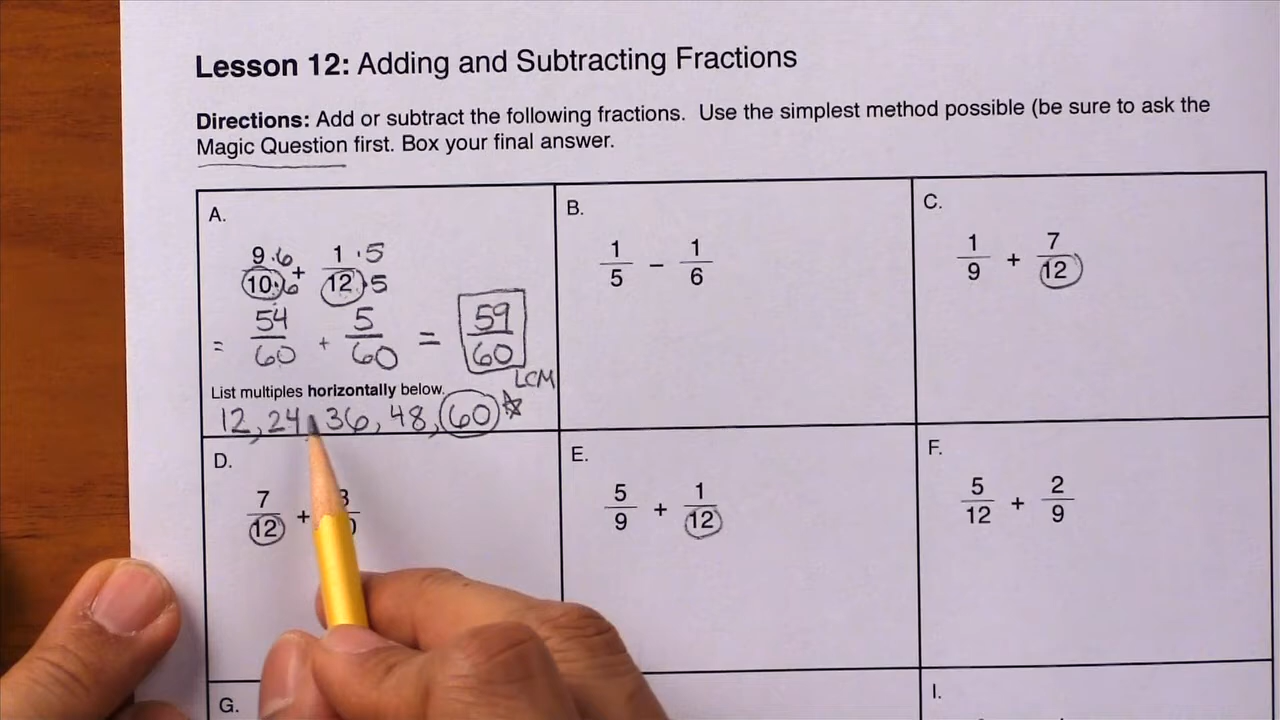 Lesson 12: Adding and Subtracting Fractions
Directions: Add or subtract the following fractions. Use the simplest method possible (be sure to ask the
Magic Question first. Box your final answer.
A.
9·6/10·6 + 1·5/12·5
= 54/60 + 5/60 = 59/60
LCM
List multiples horizontally below.
12, 24, 36, 48, 60
B.
1/5 − 1/6
C.
1/9 + 7/12
D.
7/12 +
E.
5/9 + 1/12
F.
5/12 + 2/9
G.
I.